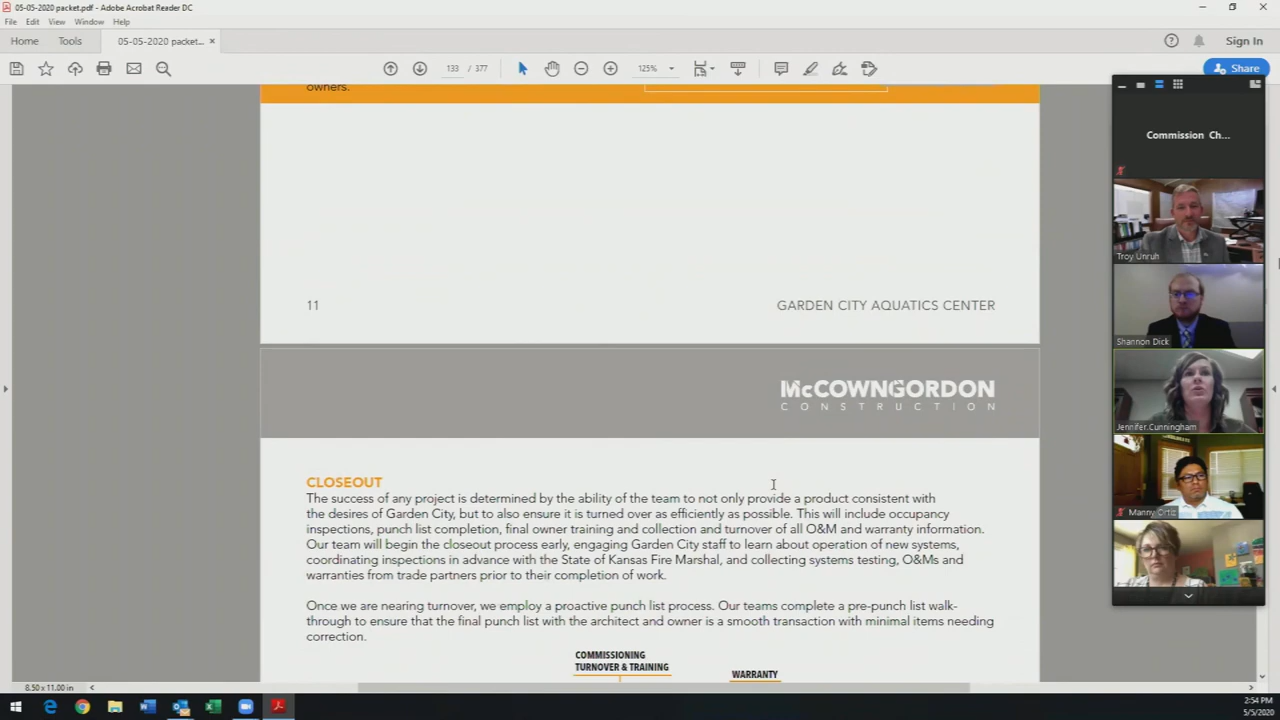 05-05-2020 packet.pdf - Adobe Acrobat Reader DC
File Edit View Window Help
Home Tools 05-05-2020 packet... ×
Sign In
133 / 377
125%
Share
owners.
11
GARDEN CITY AQUATICS CENTER
McCOWNGORDON
CONSTRUCTION
CLOSEOUT
The success of any project is determined by the ability of the team to not only provide a product consistent with
the desires of Garden City, but to also ensure it is turned over as efficiently as possible. This will include occupancy
inspections, punch list completion, final owner training and collection and turnover of all O&M and warranty information.
Our team will begin the closeout process early, engaging Garden City staff to learn about operation of new systems,
coordinating inspections in advance with the State of Kansas Fire Marshal, and collecting systems testing, O&Ms and
warranties from trade partners prior to their completion of work.
Once we are nearing turnover, we employ a proactive punch list process. Our teams complete a pre-punch list walk-
through to ensure that the final punch list with the architect and owner is a smooth transaction with minimal items needing
correction.
COMMISSIONING
TURNOVER & TRAINING
WARRANTY
8.50 x 11.00 in
Commission Ch...
Troy Unruh
Shannon Dick
Jennifer.Cunningham
Manny Ortiz
2:54 PM
5/5/2020